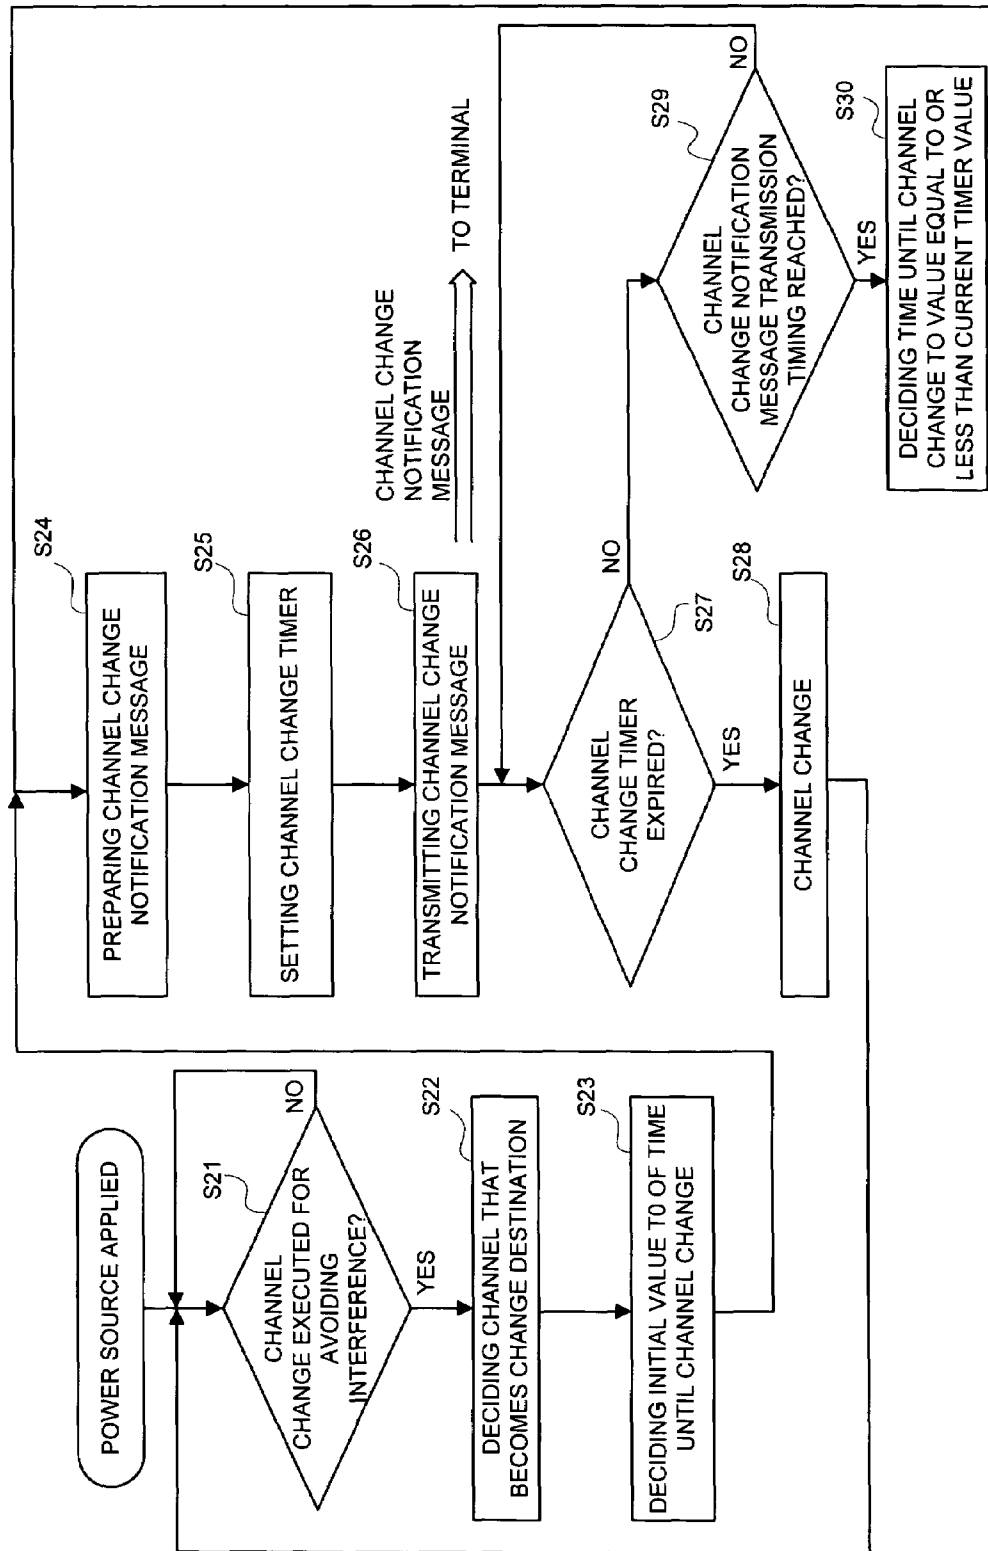 POWER SOURCE APPLIED
S21
CHANNEL
CHANGE EXECUTED FOR
AVOIDING
INTERFERENCE?
NO
YES
S22
DECIDING CHANNEL THAT
BECOMES CHANGE DESTINATION
S23
DECIDING INITIAL VALUE T0 OF TIME
UNTIL CHANNEL CHANGE
S24
PREPARING CHANNEL CHANGE
NOTIFICATION MESSAGE
S25
SETTING CHANNEL CHANGE TIMER
S26
TRANSMITTING CHANNEL CHANGE
NOTIFICATION MESSAGE
CHANNEL CHANGE
NOTIFICATION
MESSAGE
TO TERMINAL
CHANNEL
CHANGE TIMER
EXPIRED?
NO
S27
YES
S28
CHANNEL CHANGE
S29
CHANNEL
CHANGE NOTIFICATION
MESSAGE TRANSMISSION
TIMING REACHED?
NO
YES
S30
DECIDING TIME UNTIL CHANNEL
CHANGE TO VALUE EQUAL TO OR
LESS THAN CURRENT TIMER VALUE